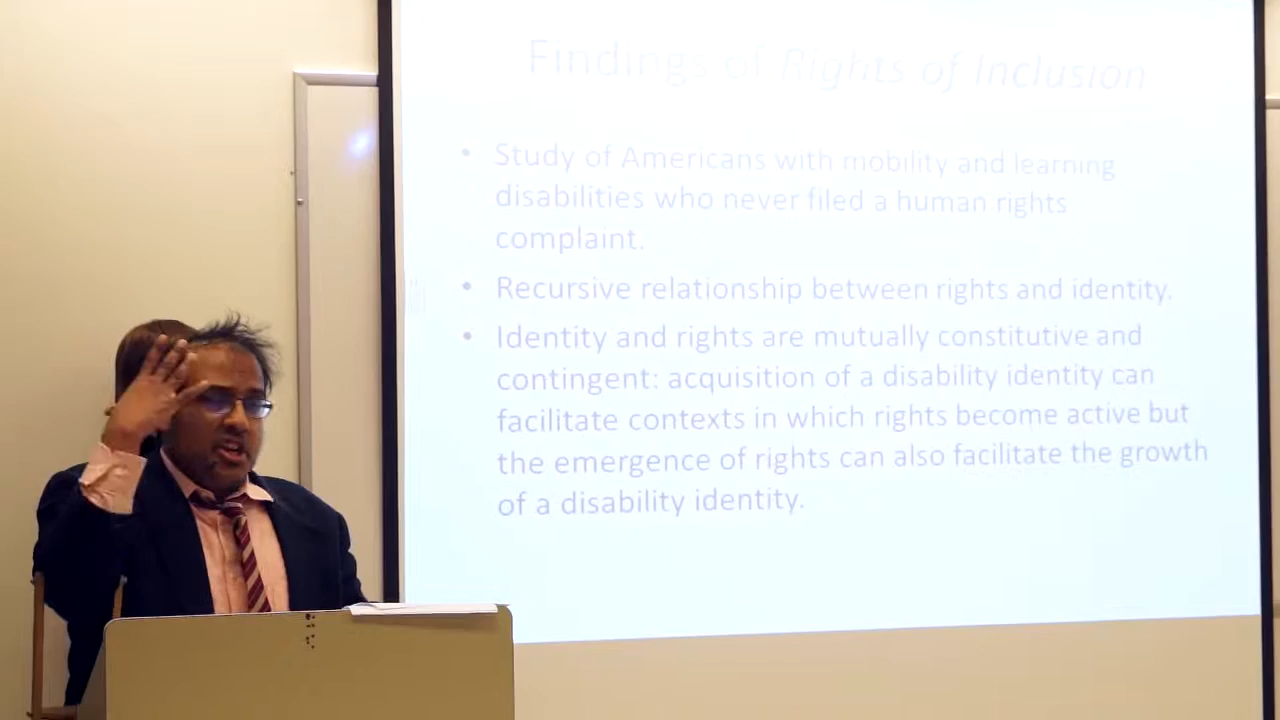 Findings of Rights of Inclusion
• Study of Americans with mobility and learning
disabilities who never filed a human rights
complaint.
• Recursive relationship between rights and identity.
• Identity and rights are mutually constitutive and
contingent: acquisition of a disability identity can
facilitate contexts in which rights become active but
the emergence of rights can also facilitate the growth
of a disability identity.